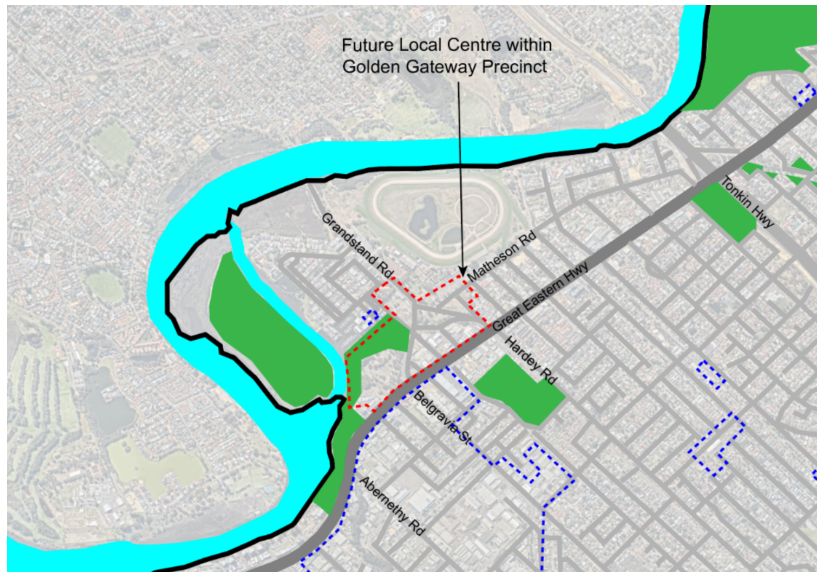 Future Local Centre within
Golden Gateway Precinct
Tonkin Hwy
Grandstand Rd
Matheson Rd
Great Eastern Hwy
Hardey Rd
Belgravia St
Abernethy Rd